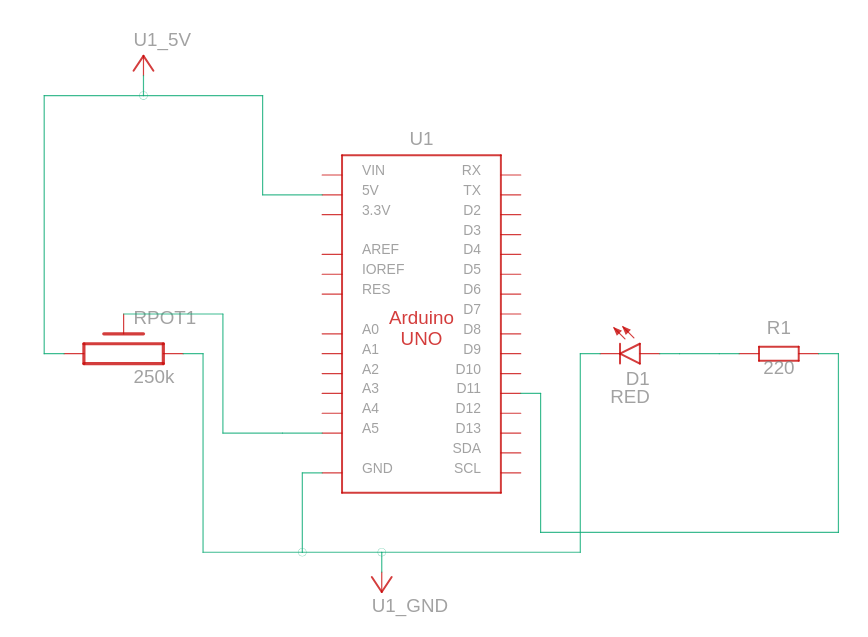 U1_5V
U1
VIN
5V
3.3V
AREF
IOREF
RES
A0
A1
A2
A3
A4
A5
GND
RX
TX
D2
D3
D4
D5
D6
D7
D8
D9
D10
D11
D12
D13
SDA
SCL
Arduino
UNO
RPOT1
250k
D1
RED
R1
220
U1_GND